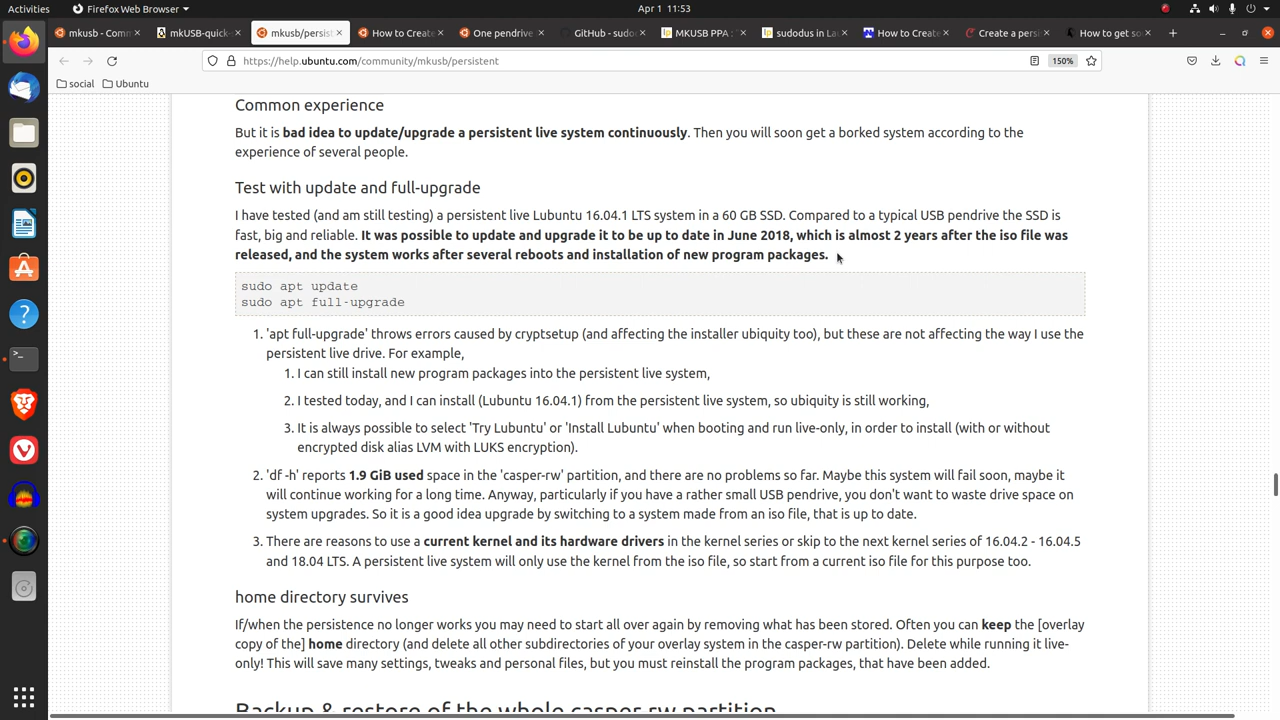 Activities
Firefox Web Browser
Apr 1 11:53
mkusb - Comm
mkUSB-quick-
mkusb/persist
How to Create
One pendrive
GitHub - sudo
MKUSB PPA :
sudodus in La
How to Create
Create a persi
How to get so
https://help.ubuntu.com/community/mkusb/persistent
150%
social
Ubuntu
Common experience
But it is bad idea to update/upgrade a persistent live system continuously. Then you will soon get a borked system according to the
experience of several people.
Test with update and full-upgrade
I have tested (and am still testing) a persistent live Lubuntu 16.04.1 LTS system in a 60 GB SSD. Compared to a typical USB pendrive the SSD is
fast, big and reliable. It was possible to update and upgrade it to be up to date in June 2018, which is almost 2 years after the iso file was
released, and the system works after several reboots and installation of new program packages.
sudo apt update
sudo apt full-upgrade
1. 'apt full-upgrade' throws errors caused by cryptsetup (and affecting the installer ubiquity too), but these are not affecting the way I use the
persistent live drive. For example,
1. I can still install new program packages into the persistent live system,
2. I tested today, and I can install (Lubuntu 16.04.1) from the persistent live system, so ubiquity is still working,
3. It is always possible to select 'Try Lubuntu' or 'Install Lubuntu' when booting and run live-only, in order to install (with or without
encrypted disk alias LVM with LUKS encryption).
2. 'df -h' reports 1.9 GiB used space in the 'casper-rw' partition, and there are no problems so far. Maybe this system will fail soon, maybe it
will continue working for a long time. Anyway, particularly if you have a rather small USB pendrive, you don't want to waste drive space on
system upgrades. So it is a good idea upgrade by switching to a system made from an iso file, that is up to date.
3. There are reasons to use a current kernel and its hardware drivers in the kernel series or skip to the next kernel series of 16.04.2 - 16.04.5
and 18.04 LTS. A persistent live system will only use the kernel from the iso file, so start from a current iso file for this purpose too.
home directory survives
If/when the persistence no longer works you may need to start all over again by removing what has been stored. Often you can keep the [overlay
copy of the] home directory (and delete all other subdirectories of your overlay system in the casper-rw partition). Delete while running it live-
only! This will save many settings, tweaks and personal files, but you must reinstall the program packages, that have been added.
Backup & restore of the whole casper-rw partition